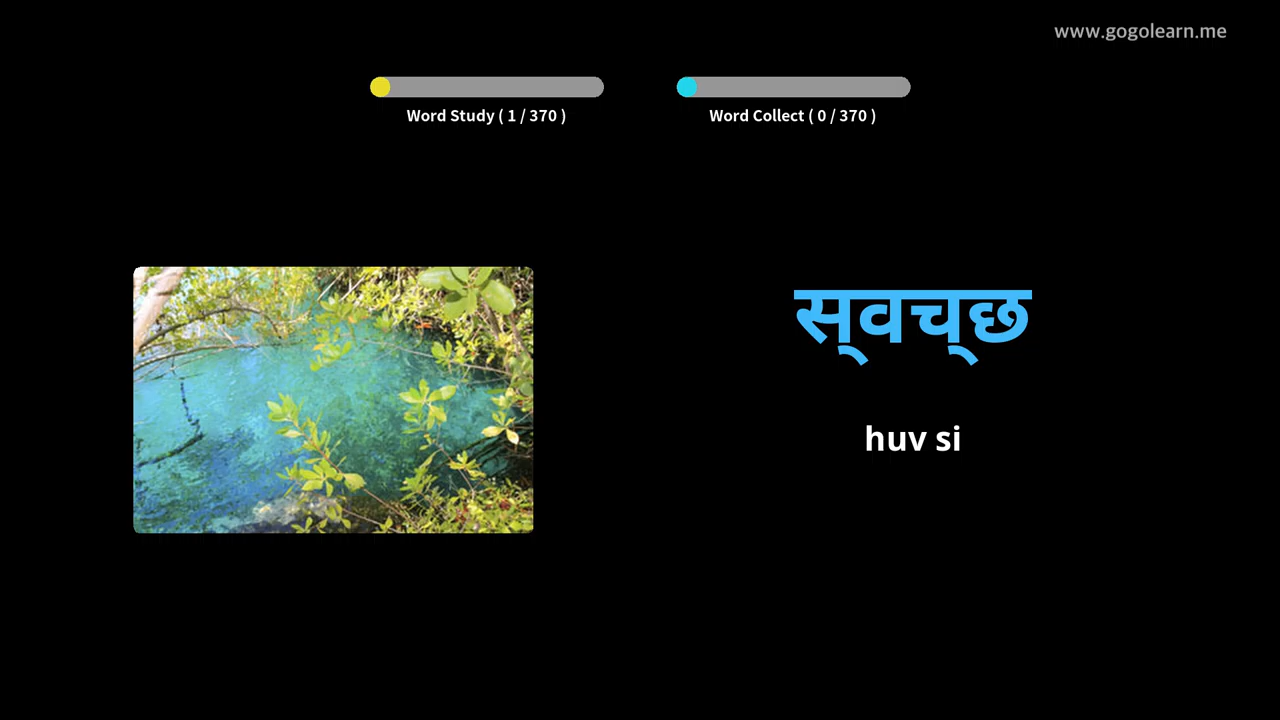 www.gogolearn.me
Word Study ( 1 / 370 )
Word Collect ( 0 / 370 )
स्वच्छ
huv si